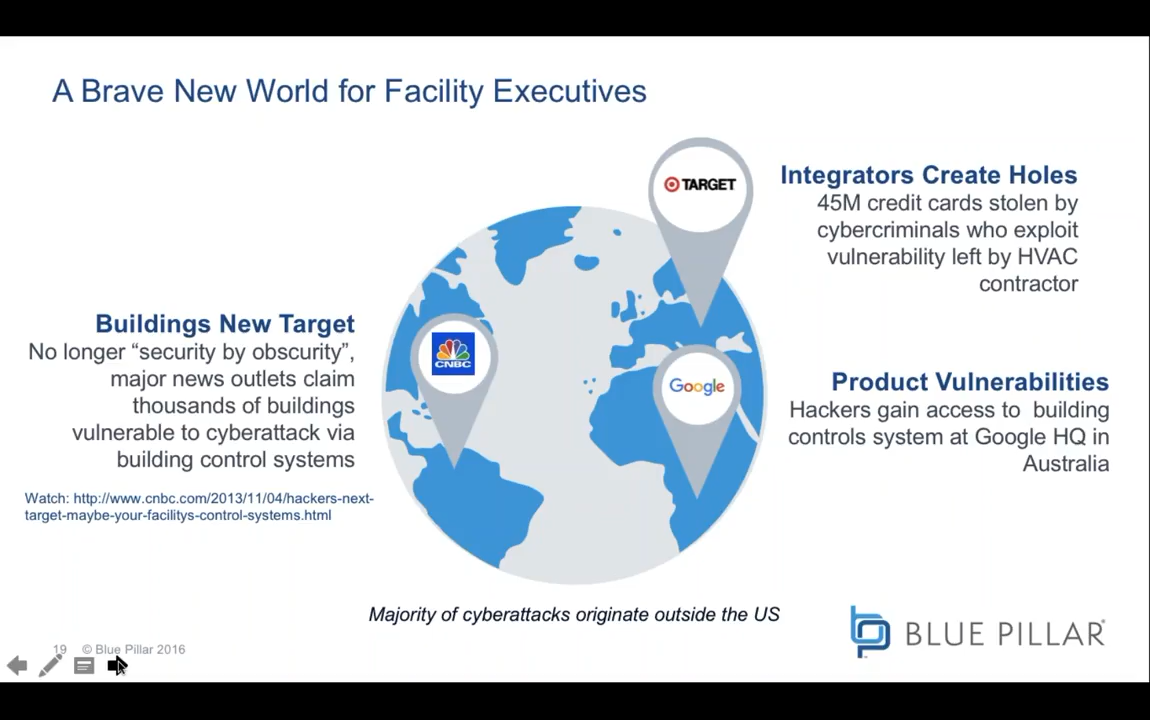 A Brave New World for Facility Executives
TARGET
Integrators Create Holes
45M credit cards stolen by
cybercriminals who exploit
vulnerability left by HVAC
contractor
Buildings New Target
No longer “security by obscurity”,
major news outlets claim
thousands of buildings
vulnerable to cyberattack via
building control systems
Watch: http://www.cnbc.com/2013/11/04/hackers-next-
target-maybe-your-facilitys-control-systems.html
CNBC
Google
Product Vulnerabilities
Hackers gain access to building
controls system at Google HQ in
Australia
Majority of cyberattacks originate outside the US
BLUE PILLAR
19 © Blue Pillar 2016